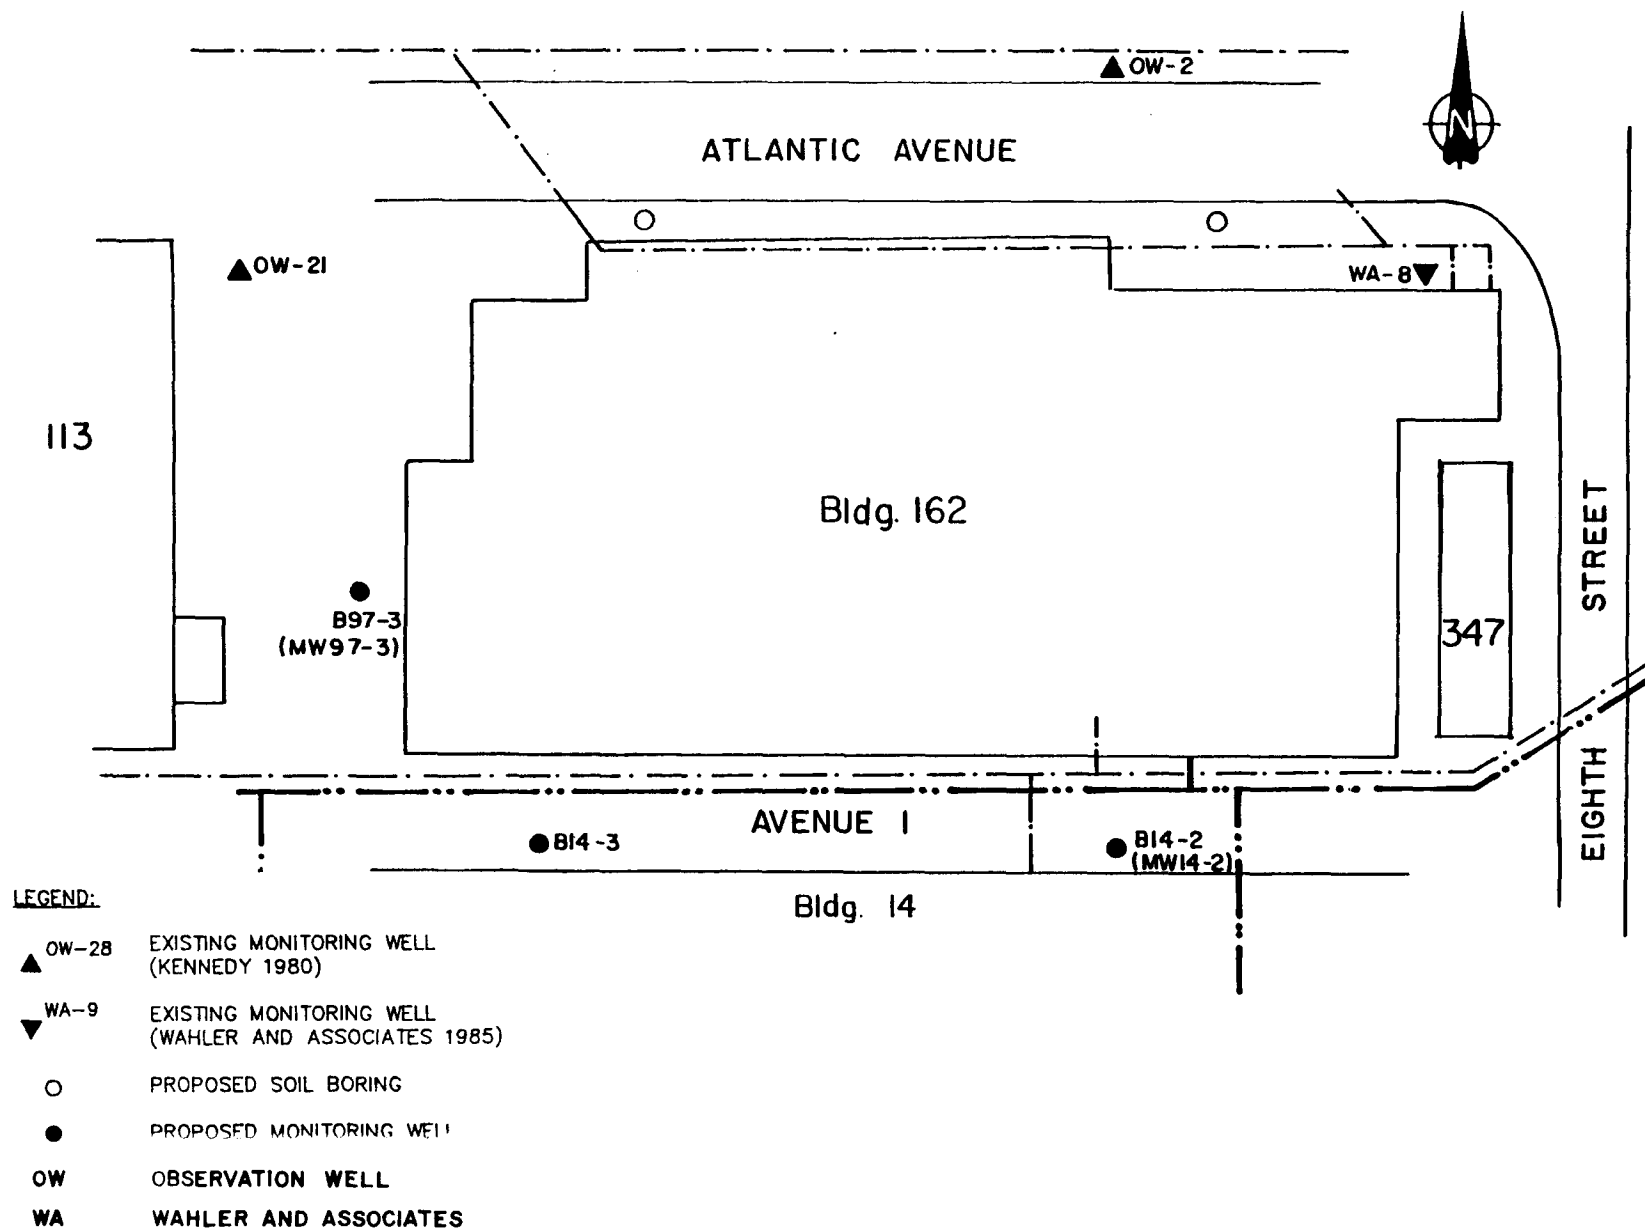 OW-2
N
ATLANTIC AVENUE
OW-21
WA-8
113
Bldg. 162
B97-3
(MW97-3)
347
EIGHTH STREET
AVENUE 1
B14-3
B14-2
(MW14-2)
Bldg. 14
LEGEND:
OW-28 EXISTING MONITORING WELL
(KENNEDY 1980)
WA-9 EXISTING MONITORING WELL
(WAHLER AND ASSOCIATES 1985)
PROPOSED SOIL BORING
PROPOSED MONITORING WELL
OW OBSERVATION WELL
WA WAHLER AND ASSOCIATES